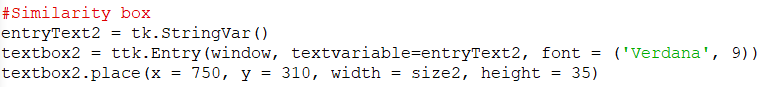 #Similarity box
entryText2 = tk.StringVar()
textbox2 = ttk.Entry(window, textvariable=entryText2, font = ('Verdana', 9))
textbox2.place(x = 750, y = 310, width = size2, height = 35)